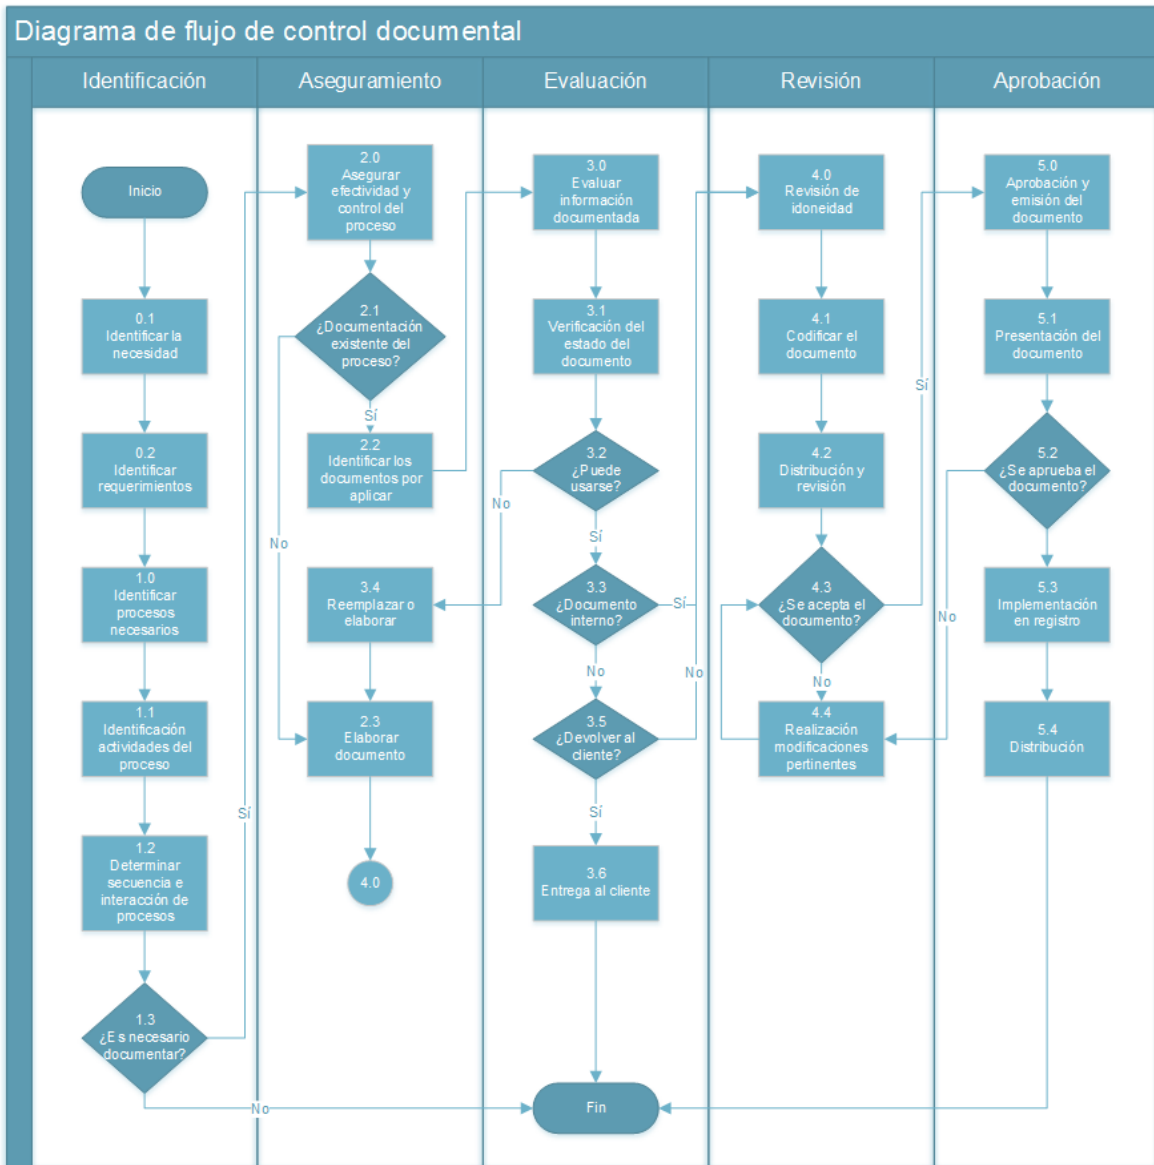 Diagrama de flujo de control documental
Identificación
Aseguramiento
Evaluación
Revisión
Aprobación
Inicio
0.1
Identificar la
necesidad
0.2
Identificar
requerimientos
1.0
Identificar
procesos
necesarios
1.1
Identificación
actividades del
proceso
1.2
Determinar
secuencia e
interacción de
procesos
1.3
¿Es necesario
documentar?
Sí
No
2.0
Asegurar
efectividad y
control del
proceso
2.1
¿Documentación
existente del
proceso?
Sí
No
2.2
Identificar los
documentos por
aplicar
3.4
Reemplazar o
elaborar
2.3
Elaborar
documento
4.0
3.0
Evaluar
información
documentada
3.1
Verificación del
estado del
documento
3.2
¿Puede
usarse?
No
Sí
3.3
¿Documento
interno?
Sí
No
3.5
¿Devolver al
cliente?
No
Sí
3.6
Entrega al cliente
Fin
4.0
Revisión de
idoneidad
4.1
Codificar el
documento
4.2
Distribución y
revisión
4.3
¿Se acepta el
documento?
Sí
No
4.4
Realización
modificaciones
pertinentes
5.0
Aprobación y
emisión del
documento
5.1
Presentación del
documento
5.2
¿Se aprueba el
documento?
No
5.3
Implementación
en registro
5.4
Distribución